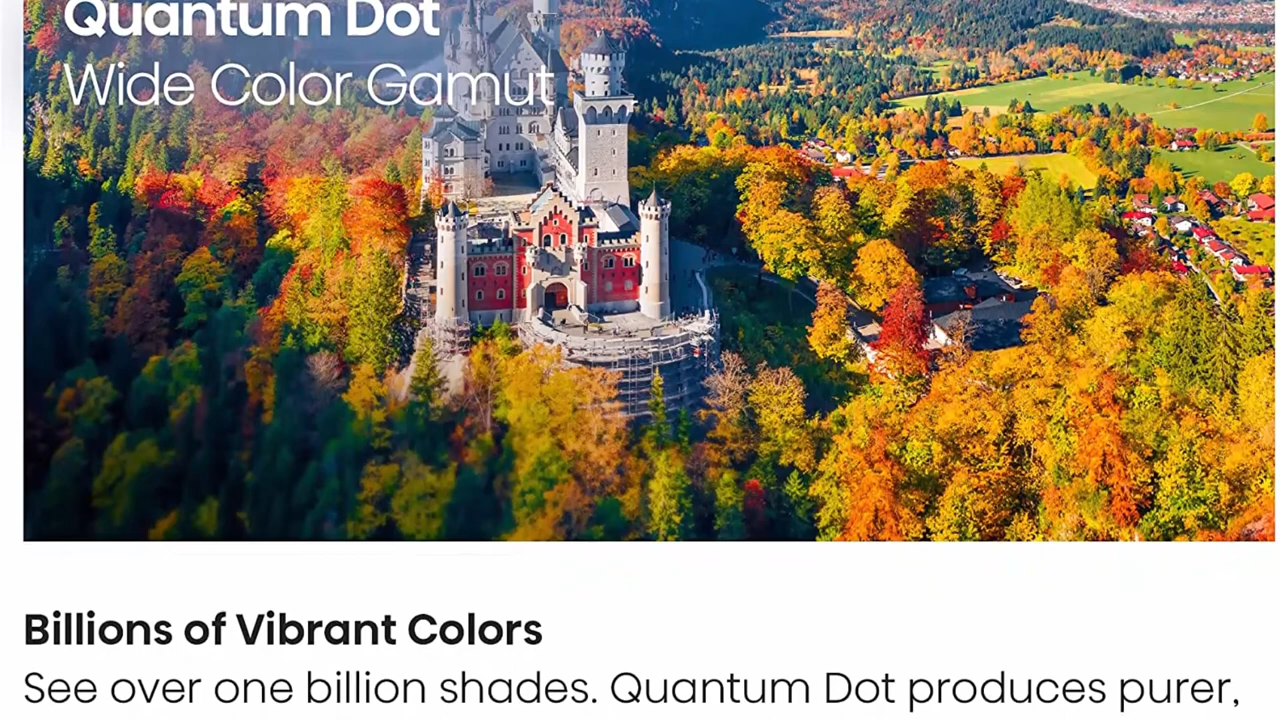 Quantum Dot
Wide Color Gamut
Billions of Vibrant Colors
See over one billion shades. Quantum Dot produces purer,